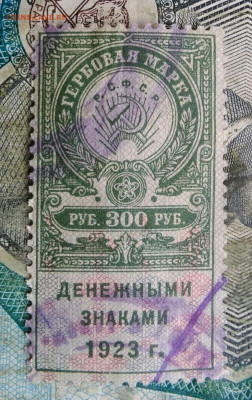 ГЕРБОВАЯ МАРКА
Р.С.Ф.С.Р.
РУБ. 300 РУБ.
ДЕНЕЖНЫМИ
ЗНАКАМИ
1923 г.